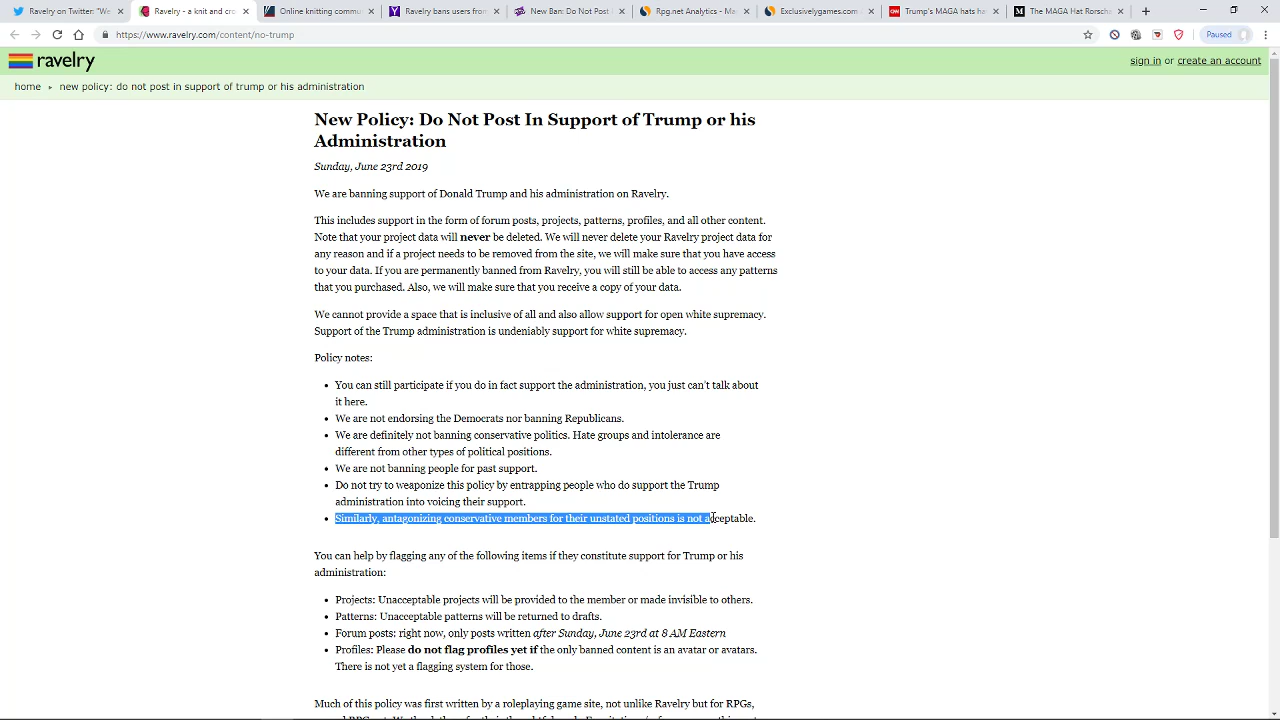 Ravelry on Twitter: "We
Ravelry - a knit and cro
Online knitting commu
Ravelry bans users from
New Ban: Do Not Post
Rpg.net Analytics - Ma
Exclusivelygames.com
Trump's MAGA hats ha
The MAGA Hat Rorscha
https://www.ravelry.com/content/no-trump
Paused
ravelry
sign in or create an account
home ▸ new policy: do not post in support of trump or his administration
New Policy: Do Not Post In Support of Trump or his
Administration
Sunday, June 23rd 2019
We are banning support of Donald Trump and his administration on Ravelry.
This includes support in the form of forum posts, projects, patterns, profiles, and all other content.
Note that your project data will never be deleted. We will never delete your Ravelry project data for
any reason and if a project needs to be removed from the site, we will make sure that you have access
to your data. If you are permanently banned from Ravelry, you will still be able to access any patterns
that you purchased. Also, we will make sure that you receive a copy of your data.
We cannot provide a space that is inclusive of all and also allow support for open white supremacy.
Support of the Trump administration is undeniably support for white supremacy.
Policy notes:
• You can still participate if you do in fact support the administration, you just can't talk about
it here.
• We are not endorsing the Democrats nor banning Republicans.
• We are definitely not banning conservative politics. Hate groups and intolerance are
different from other types of political positions.
• We are not banning people for past support.
• Do not try to weaponize this policy by entrapping people who do support the Trump
administration into voicing their support.
• Similarly, antagonizing conservative members for their unstated positions is not acceptable.
You can help by flagging any of the following items if they constitute support for Trump or his
administration:
• Projects: Unacceptable projects will be provided to the member or made invisible to others.
• Patterns: Unacceptable patterns will be returned to drafts.
• Forum posts: right now, only posts written after Sunday, June 23rd at 8 AM Eastern
• Profiles: Please do not flag profiles yet if the only banned content is an avatar or avatars.
There is not yet a flagging system for those.
Much of this policy was first written by a roleplaying game site, not unlike Ravelry but for RPGs,